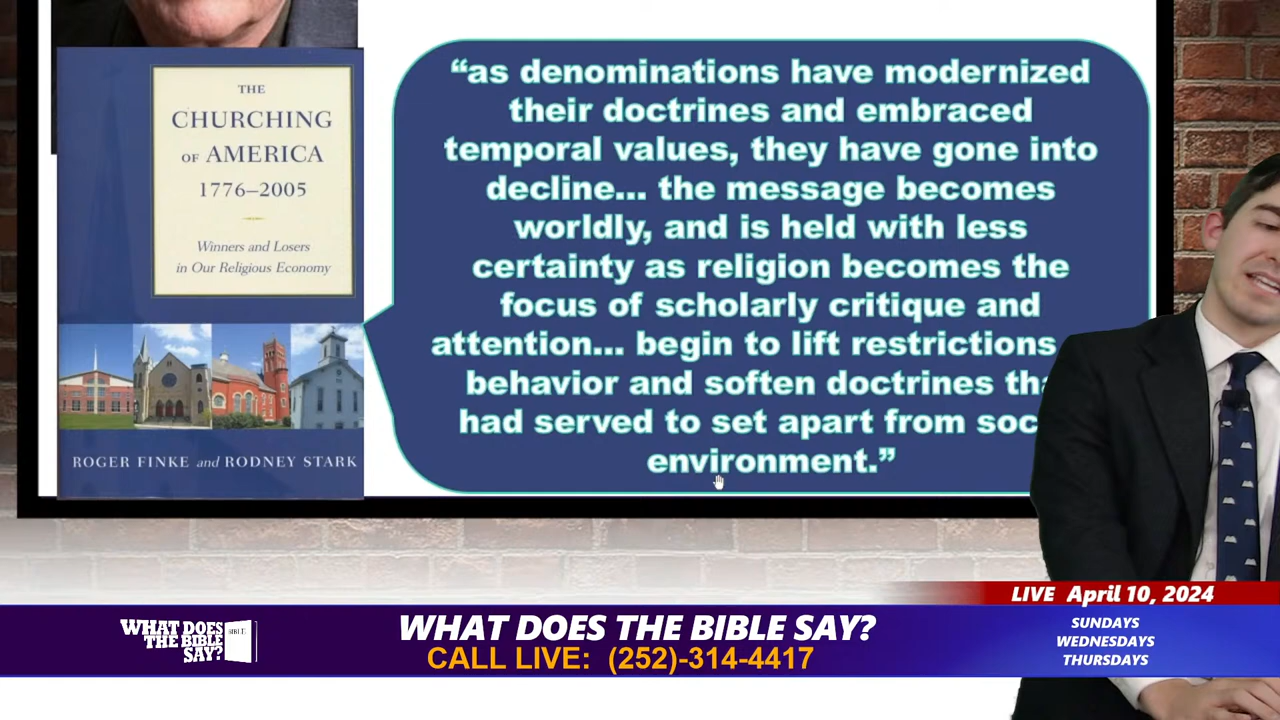 THE
CHURCHING
OF AMERICA
1776–2005
Winners and Losers
in Our Religious Economy
ROGER FINKE and RODNEY STARK
“as denominations have modernized
their doctrines and embraced
temporal values, they have gone into
decline... the message becomes
worldly, and is held with less
certainty as religion becomes the
focus of scholarly critique and
attention... begin to lift restrictions
behavior and soften doctrines
had served to set apart from
environment.”
LIVE April 10, 2024
WHAT DOES
THE BIBLE
SAY?
BIBLE
WHAT DOES THE BIBLE SAY?
CALL LIVE: (252)-314-4417
SUNDAYS
WEDNESDAYS
THURSDAYS